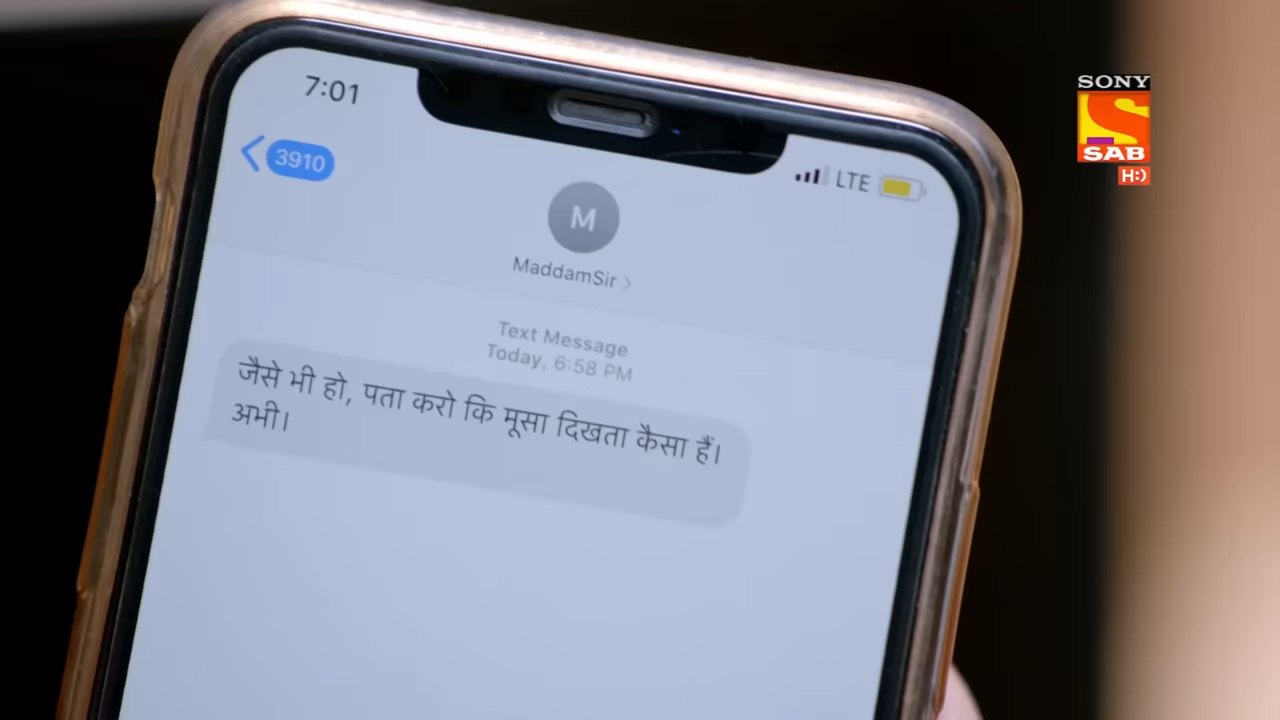 7:01
LTE
3910
M
MaddamSir
Text Message
Today, 6:58 PM
जैसे भी हो, पता करो कि मूसा दिखता कैसा हैं।
अभी।
SONY
S
SAB
HD